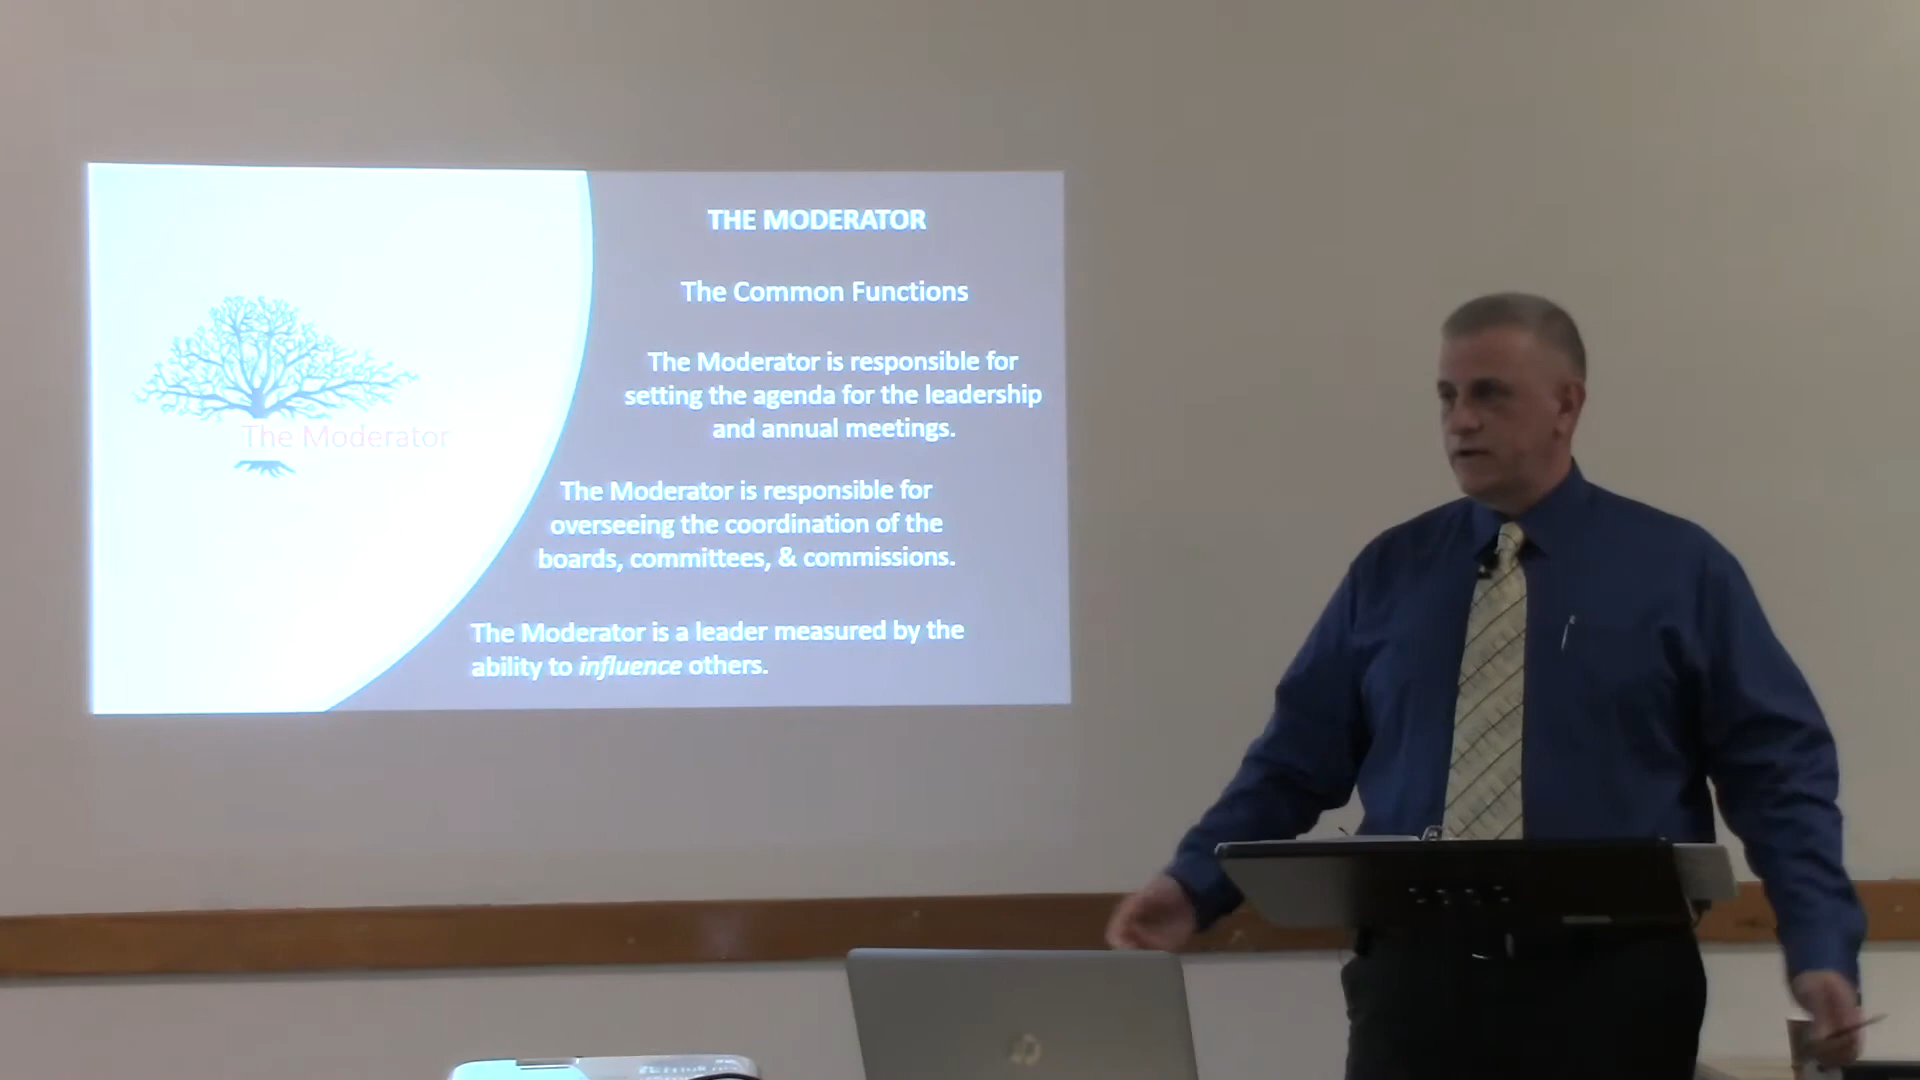 THE MODERATOR
The Common Functions
The Moderator is responsible for
setting the agenda for the leadership
and annual meetings.
The Moderator
The Moderator is responsible for
overseeing the coordination of the
boards, committees, & commissions.
The Moderator is a leader measured by the
ability to influence others.
hp